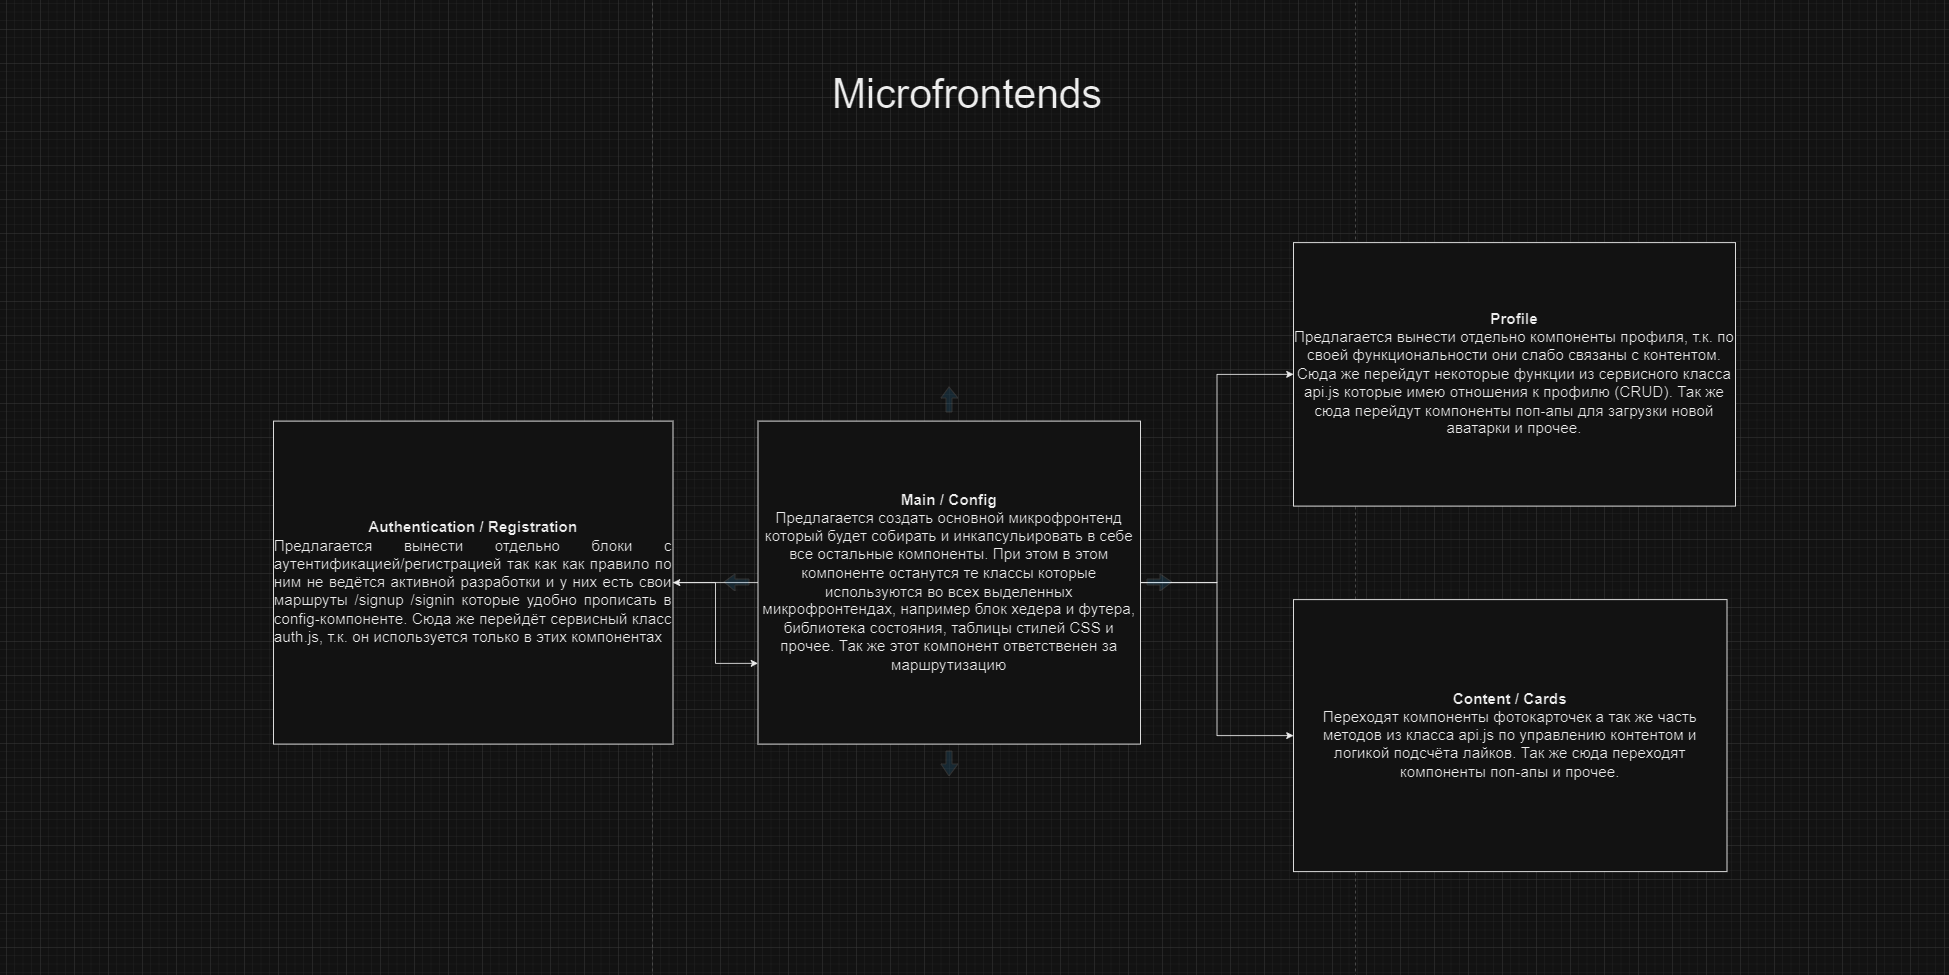 Microfrontends
Authentication / Registration
Предлагается вынести отдельно блоки с
аутентификацией/регистрацией так как как правило по
ним не ведётся активной разработки и у них есть свои
маршруты /signup /signin которые удобно прописать в
config-компоненте. Сюда же перейдёт сервисный класс
auth.js, т.к. он используется только в этих компонентах
Main / Config
Предлагается создать основной микрофронтенд
который будет собирать и инкапсульировать в себе
все остальные компоненты. При этом в этом
компоненте останутся те классы которые
используются во всех выделенных
микрофронтендах, например блок хедера и футера,
библиотека состояния, таблицы стилей CSS и
прочее. Так же этот компонент ответственен за
маршрутизацию
Profile
Предлагается вынести отдельно компоненты профиля, т.к. по
своей функциональности они слабо связаны с контентом.
Сюда же перейдут некоторые функции из сервисного класса
api.js которые имею отношения к профилю (CRUD). Так же
сюда перейдут компоненты поп-апы для загрузки новой
аватарки и прочее.
Content / Cards
Переходят компоненты фотокарточек а так же часть
методов из класса api.js по управлению контентом и
логикой подсчёта лайков. Так же сюда переходят
компоненты поп-апы и прочее.